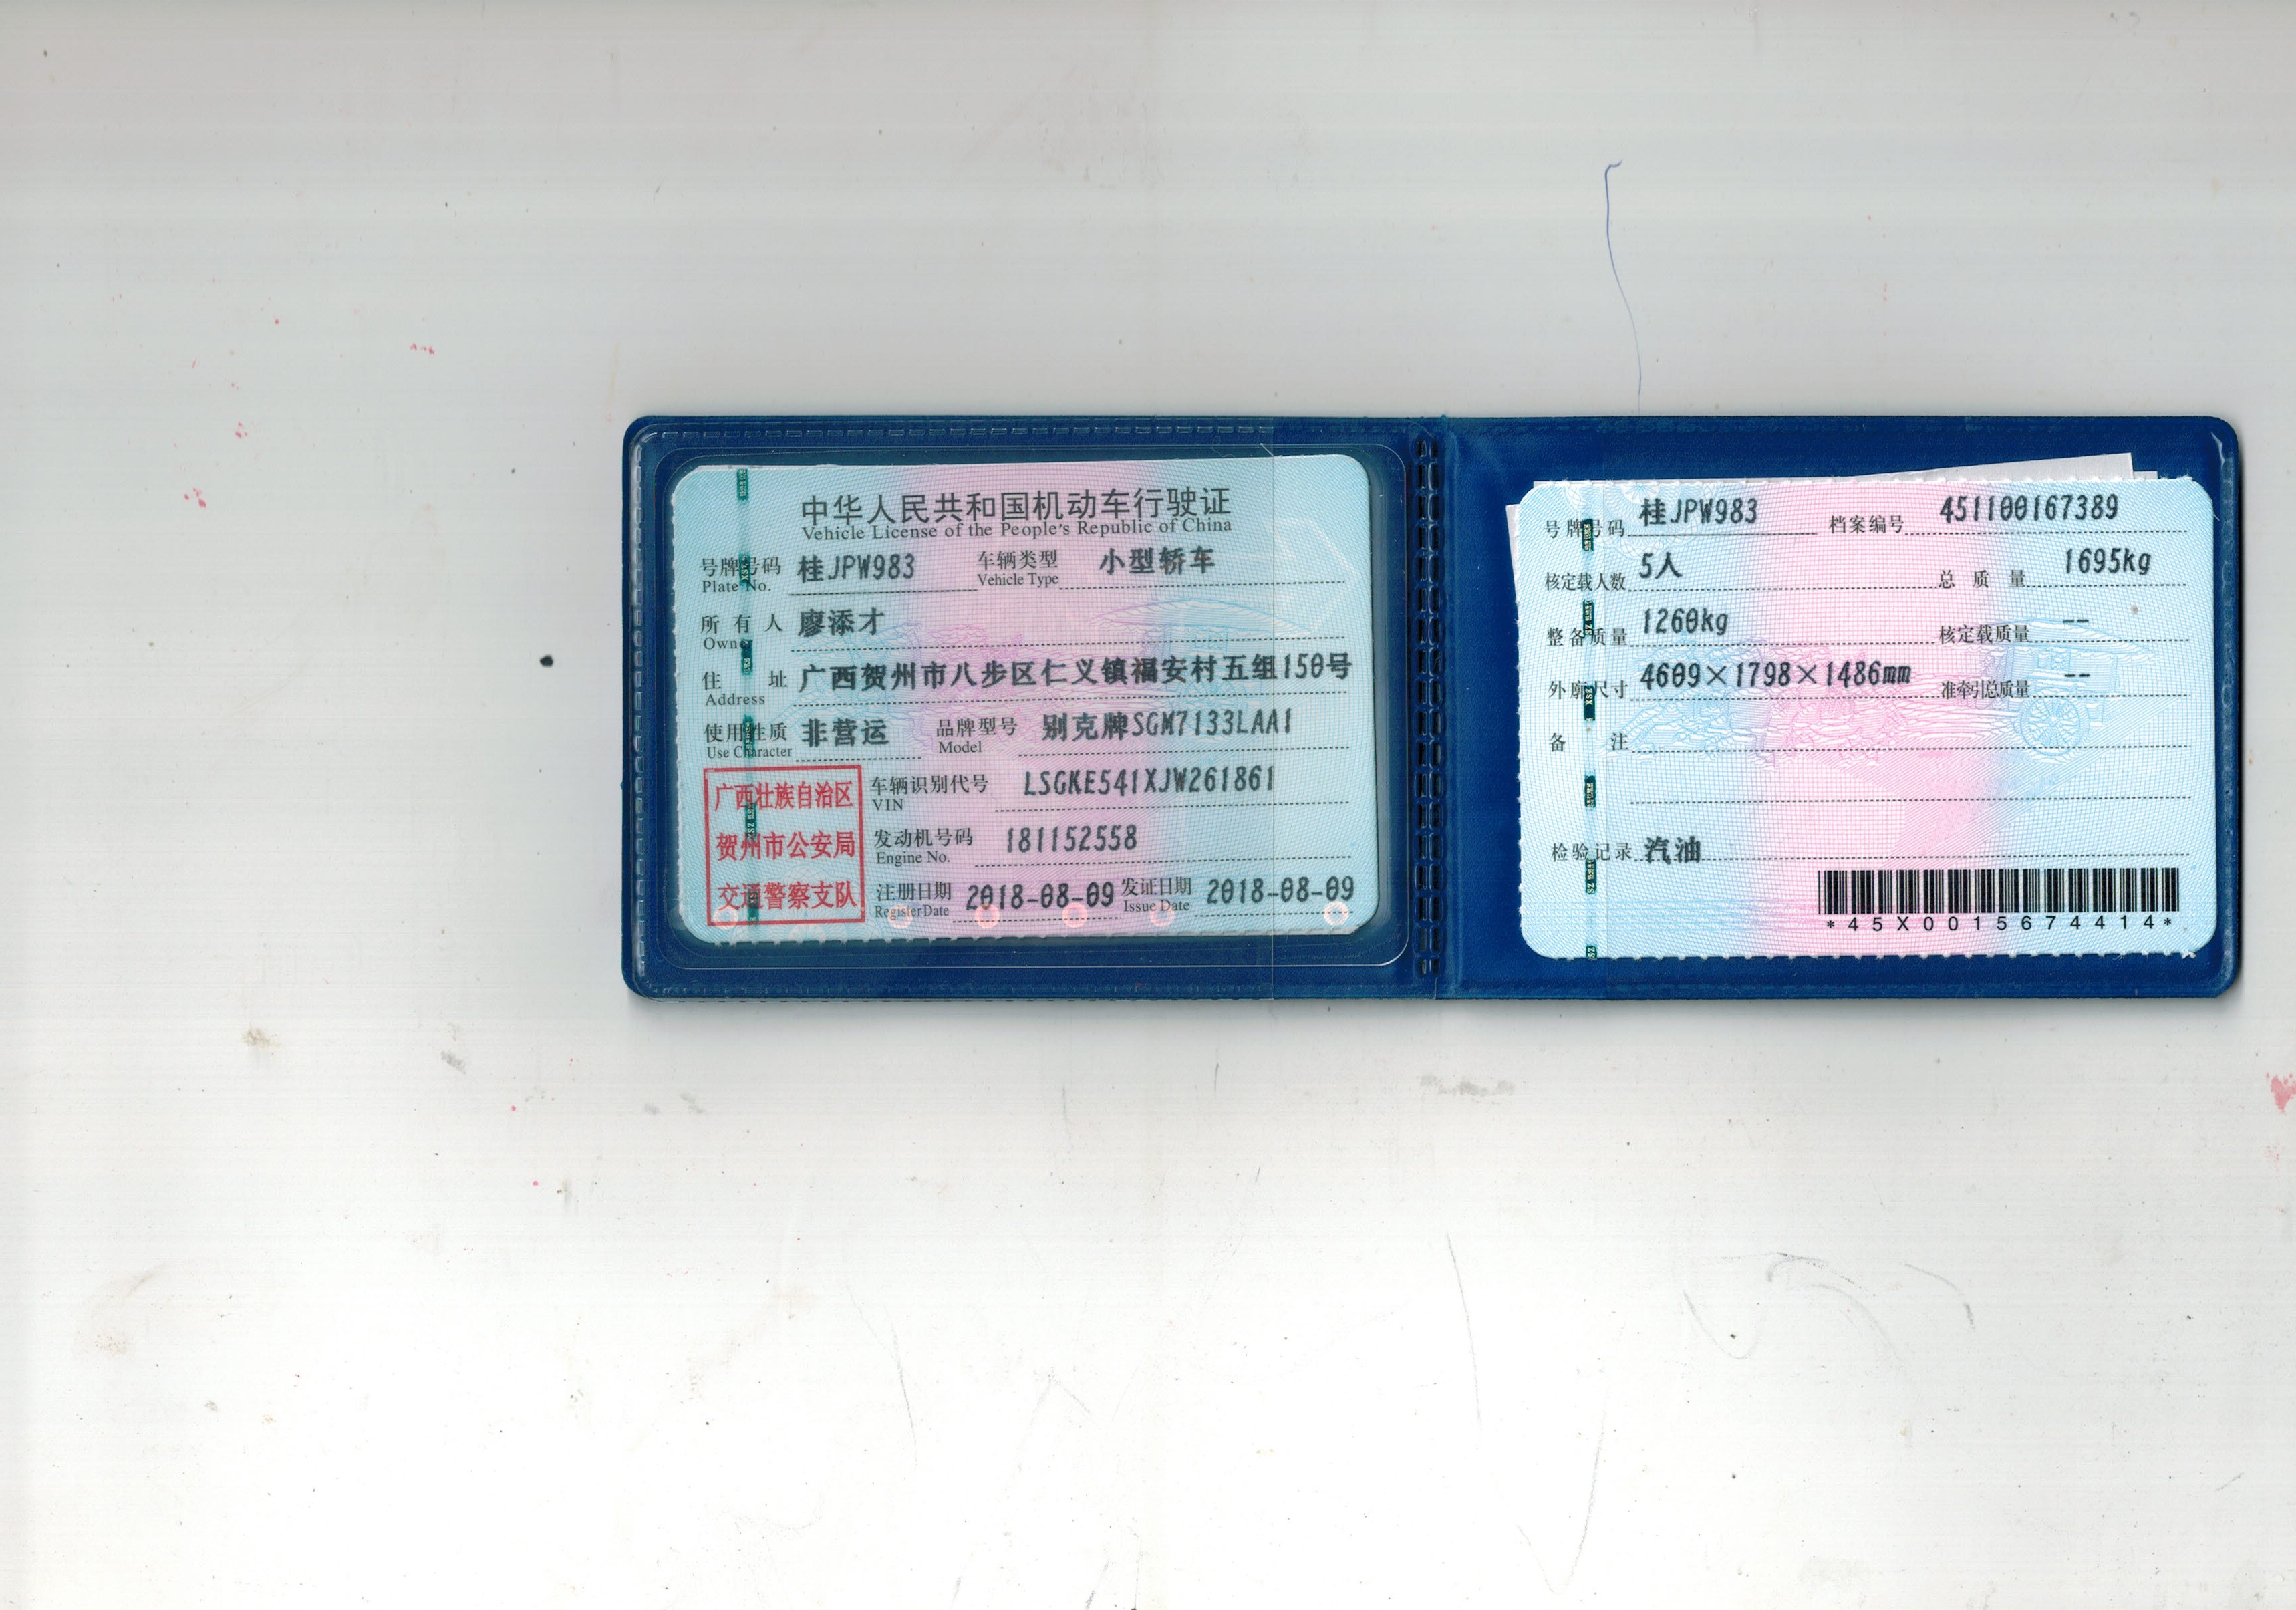 中华人民共和国机动车行驶证
Vehicle License of the People's Republic of China
号牌号码 桂JPW983 车辆类型 小型轿车
Plate No. Vehicle Type
所有人 廖添才
Owner
住址 广西贺州市八步区仁义镇福安村五组150号
Address
使用性质 非营运 品牌型号 别克牌SGM7133LAA1
Use Character Model
广西壮族自治区
贺州市公安局
交通警察支队
车辆识别代号 LSGKE541XJW261861
VIN
发动机号码 181152558
Engine No.
注册日期 2018-08-09 发证日期 2018-08-09
Register Date Issue Date
号牌号码 桂JPW983 档案编号 451100167389
核定载人数 5人 总质量 1695kg
整备质量 1260kg 核定载质量 --
外廓尺寸 4609×1798×1486mm 准牵引总质量 --
备注
检验记录 汽油
*45X0015674414*